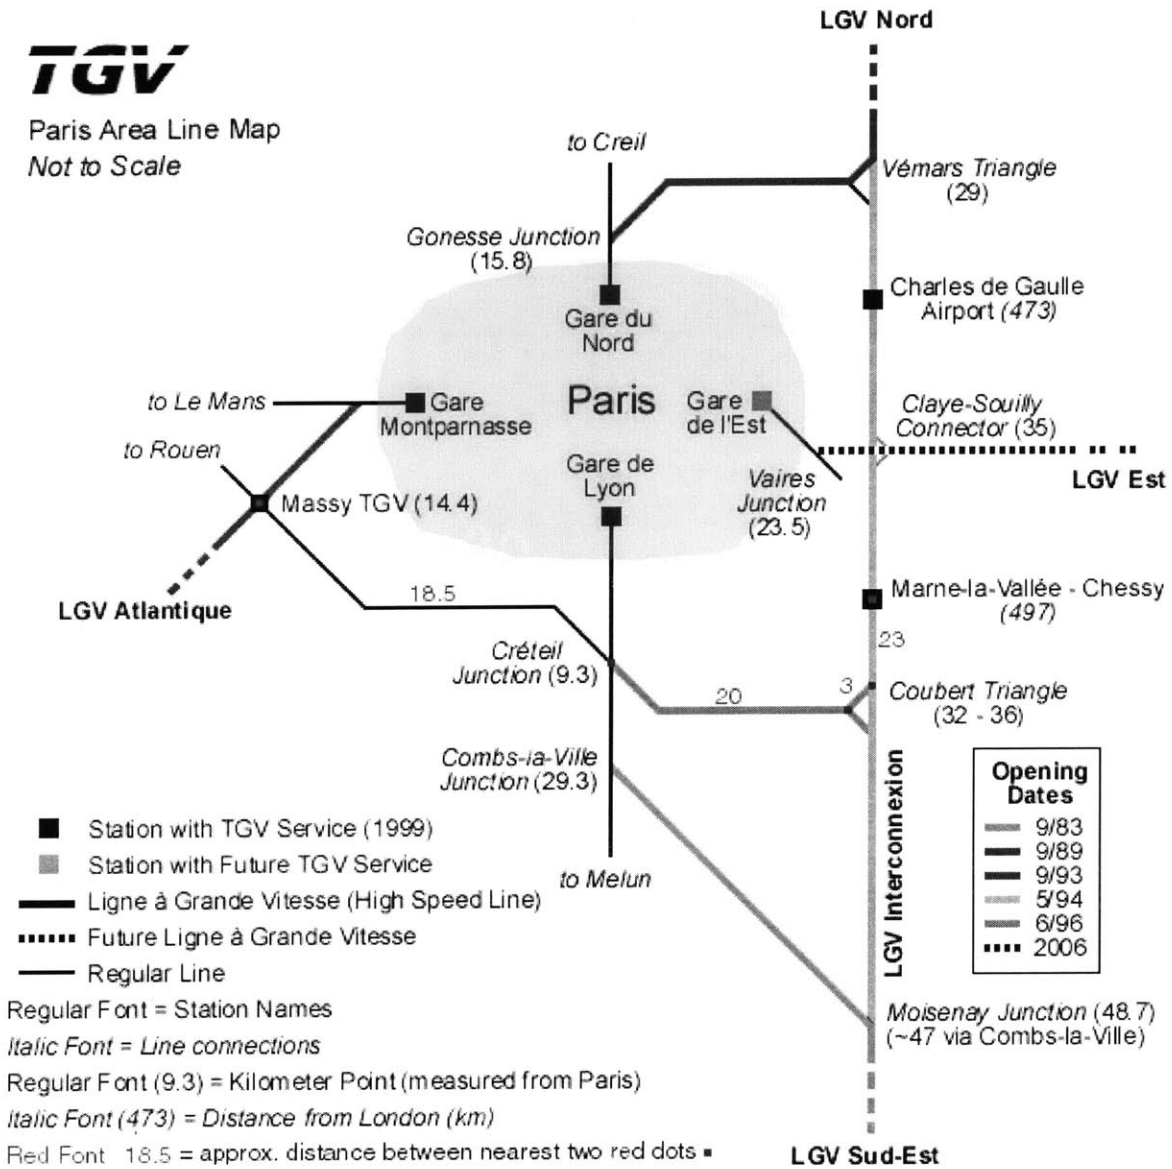 TGV
Paris Area Line Map
Not to Scale
LGV Nord
to Creil
Vémars Triangle
(29)
Gonesse Junction
(15.8)
Charles de Gaulle
Airport (473)
Gare du
Nord
Paris
to Le Mans
Gare
Montparnasse
Gare
de l'Est
Claye-Souilly
Connector (35)
to Rouen
Gare de
Lyon
LGV Est
Vaires
Junction
(23.5)
Massy TGV (14.4)
LGV Atlantique
18.5
Marne-la-Vallée - Chessy
(497)
23
Créteil
Junction (9.3)
20
3
Coubert Triangle
(32 - 36)
Combs-la-Ville
Junction (29.3)
LGV Interconnexion
Opening
Dates
9/83
9/89
9/93
5/94
6/96
2006
to Melun
Station with TGV Service (1999)
Station with Future TGV Service
Ligne à Grande Vitesse (High Speed Line)
Future Ligne à Grande Vitesse
Regular Line
Regular Font = Station Names
Italic Font = Line connections
Regular Font (9.3) = Kilometer Point (measured from Paris)
Italic Font (473) = Distance from London (km)
Red Font 18.5 = approx. distance between nearest two red dots
Moisenay Junction (48.7)
(~47 via Combs-la-Ville)
LGV Sud-Est